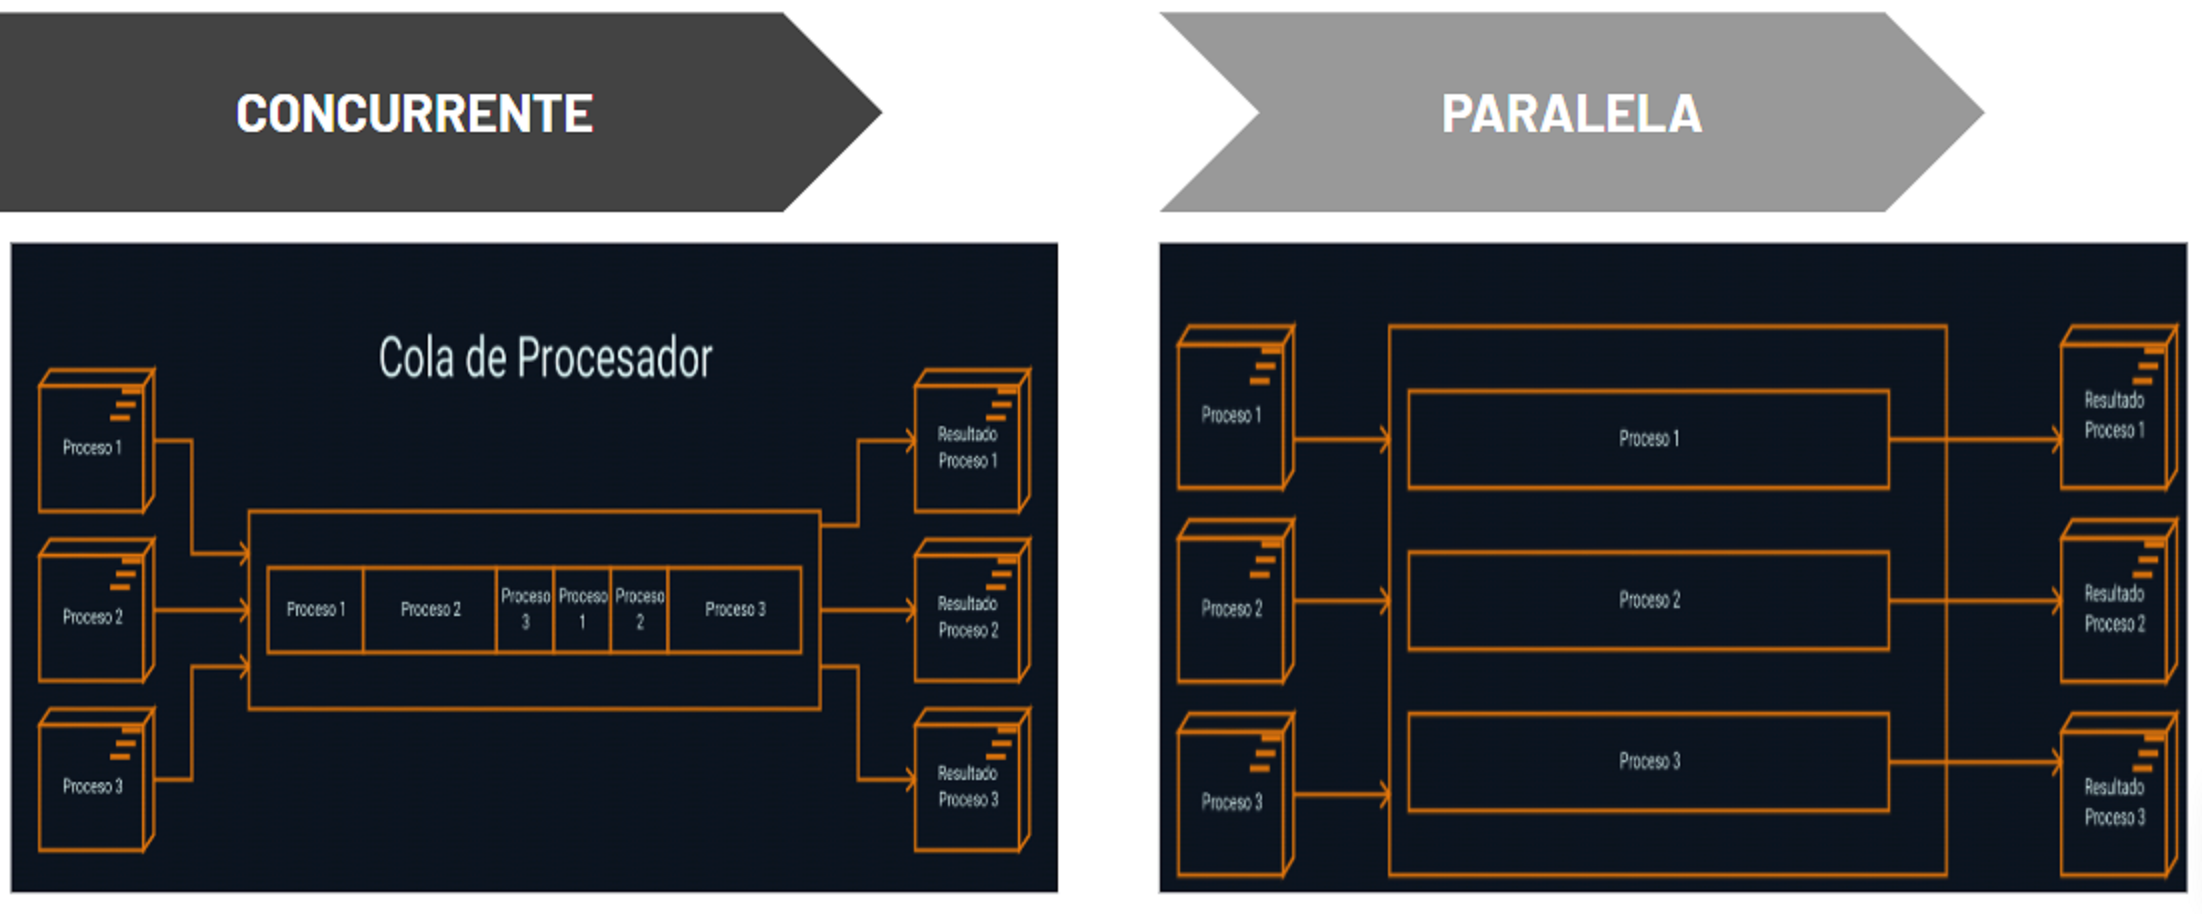 CONCURRENTE
PARALELA
Cola de Procesador
Proceso 1
Proceso 2
Proceso 3
Proceso 1
Proceso 2
Proceso
3
Proceso
1
Proceso
2
Proceso 3
Resultado
Proceso 1
Resultado
Proceso 2
Resultado
Proceso 3
Proceso 1
Proceso 2
Proceso 3
Proceso 1
Proceso 2
Proceso 3
Resultado
Proceso 1
Resultado
Proceso 2
Resultado
Proceso 3